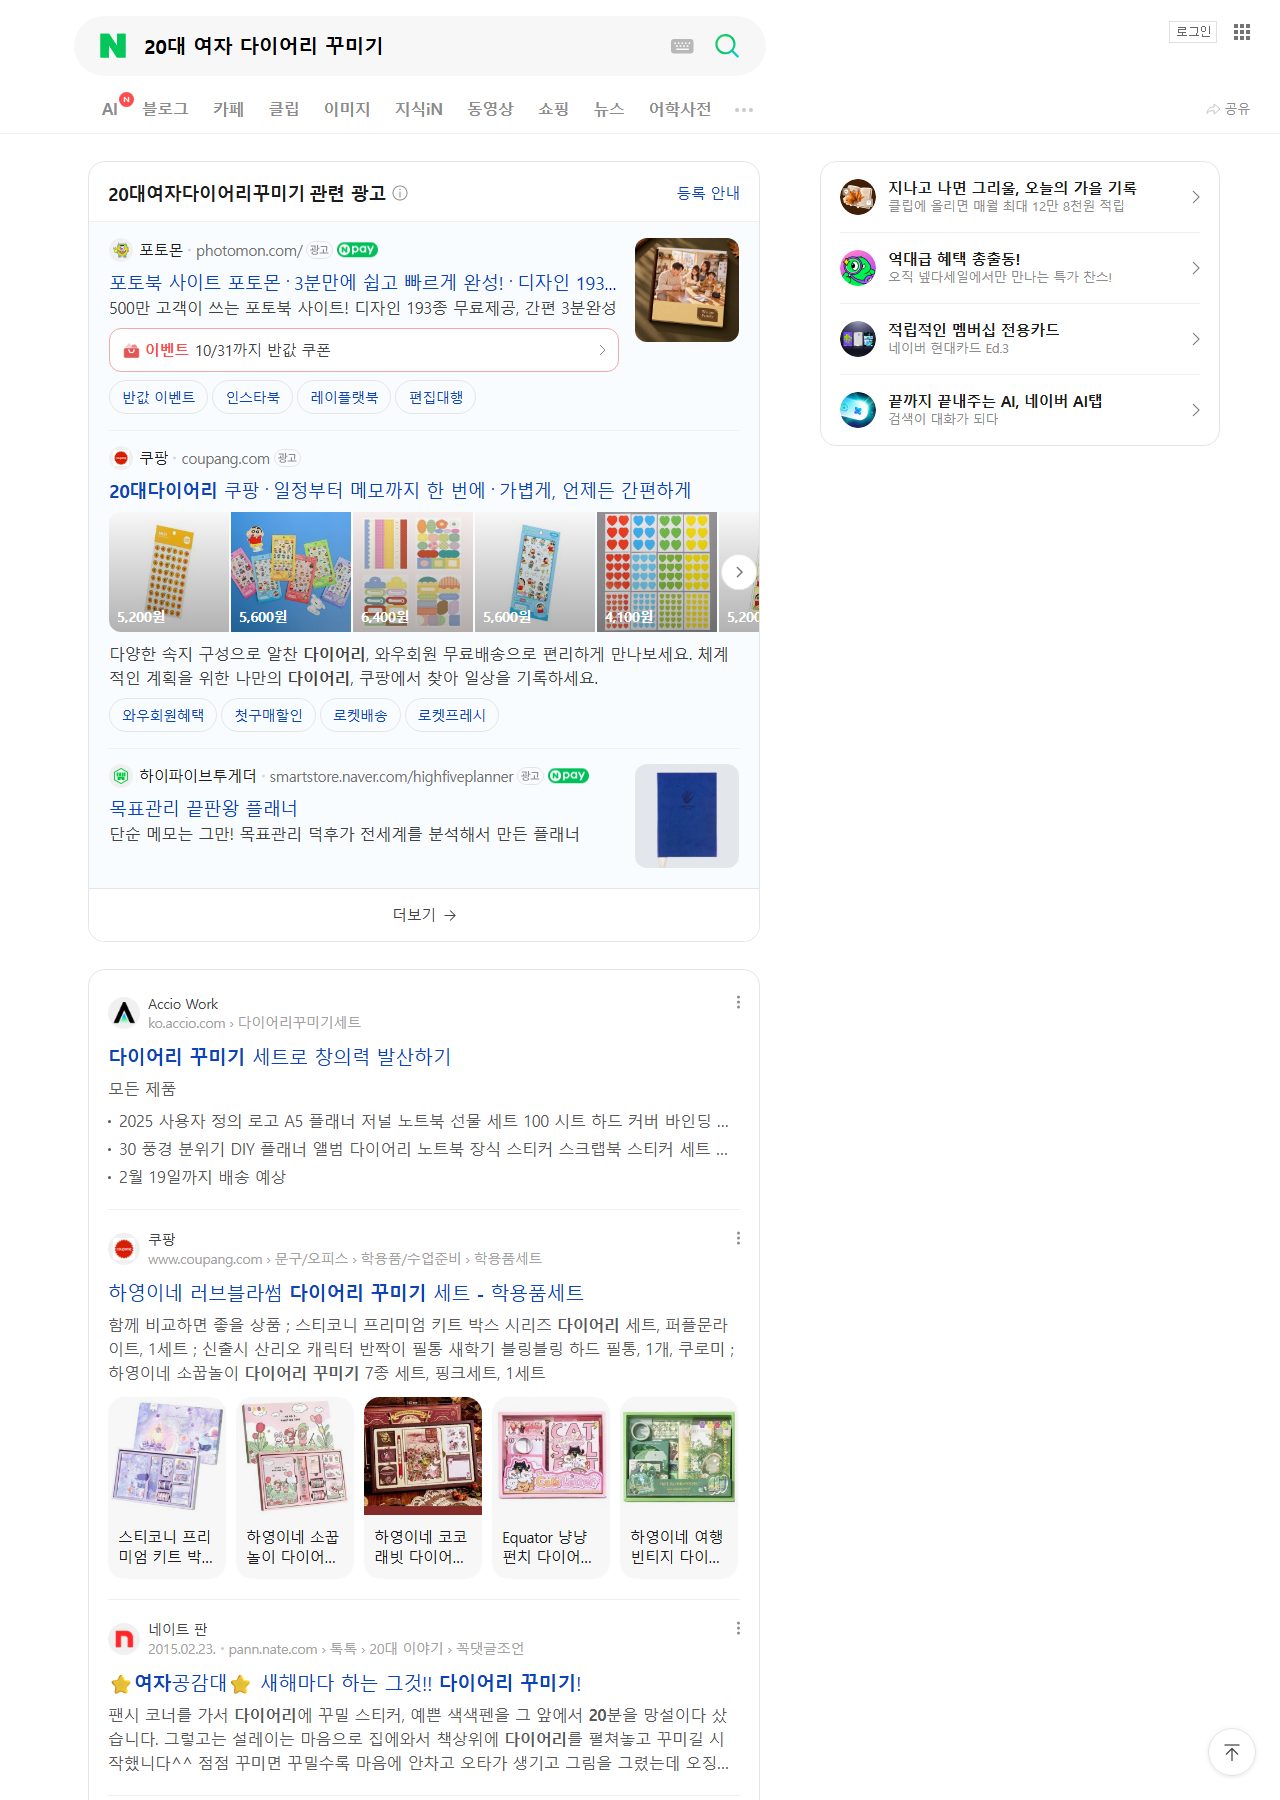 20대 여자 다이어리 꾸미기
로그인
AI N 블로그 카페 클립 이미지 지식iN 동영상 쇼핑 뉴스 어학사전 ...
공유
20대여자다이어리꾸미기 관련 광고
등록 안내
포토몬 · photomon.com/ 광고 N pay
포토북 사이트 포토몬 · 3분만에 쉽고 빠르게 완성! · 디자인 193...
500만 고객이 쓰는 포토북 사이트! 디자인 193종 무료제공, 간편 3분완성
이벤트 10/31까지 반값 쿠폰
반값 이벤트 인스타북 레이플랫북 편집대행
쿠팡 · coupang.com 광고
20대다이어리 쿠팡 · 일정부터 메모까지 한 번에 · 가볍게, 언제든 간편하게
5,200원 5,600원 6,400원 5,600원 4,100원 5,200
다양한 속지 구성으로 알찬 다이어리, 와우회원 무료배송으로 편리하게 만나보세요. 체계
적인 계획을 위한 나만의 다이어리, 쿠팡에서 찾아 일상을 기록하세요.
와우회원혜택 첫구매할인 로켓배송 로켓프레시
하이파이브투게더 · smartstore.naver.com/highfiveplanner 광고 N pay
목표관리 끝판왕 플래너
단순 메모는 그만! 목표관리 덕후가 전세계를 분석해서 만든 플래너
더보기 →
지나고 나면 그리울, 오늘의 가을 기록
클립에 올리면 매월 최대 12만 8천원 적립
역대급 혜택 총출동!
오직 넾다세일에서만 만나는 특가 찬스!
적립적인 멤버십 전용카드
네이버 현대카드 Ed.3
끝까지 끝내주는 AI, 네이버 AI탭
검색이 대화가 되다
Accio Work
ko.accio.com › 다이어리꾸미기세트
다이어리 꾸미기 세트로 창의력 발산하기
모든 제품
· 2025 사용자 정의 로고 A5 플래너 저널 노트북 선물 세트 100 시트 하드 커버 바인딩 ...
· 30 풍경 분위기 DIY 플래너 앨범 다이어리 노트북 장식 스티커 스크랩북 스티커 세트 ...
· 2월 19일까지 배송 예상
쿠팡
www.coupang.com › 문구/오피스 › 학용품/수업준비 › 학용품세트
하영이네 러브블라썸 다이어리 꾸미기 세트 - 학용품세트
함께 비교하면 좋을 상품 ; 스티코니 프리미엄 키트 박스 시리즈 다이어리 세트, 퍼플문라
이트, 1세트 ; 신출시 산리오 캐릭터 반짝이 필통 새학기 블링블링 하드 필통, 1개, 쿠로미 ;
하영이네 소꿉놀이 다이어리 꾸미기 7종 세트, 핑크세트, 1세트
스티코니 프리
미엄 키트 박...
하영이네 소꿉
놀이 다이어...
하영이네 코코
래빗 다이어...
Equator 냥냥
펀치 다이어...
하영이네 여행
빈티지 다이...
네이트 판
2015.02.23. · pann.nate.com › 톡톡 › 20대 이야기 › 꼭댓글조언
⭐여자공감대⭐ 새해마다 하는 그것!! 다이어리 꾸미기!
팬시 코너를 가서 다이어리에 꾸밀 스티커, 예쁜 색색펜을 그 앞에서 20분을 망설이다 샀
습니다. 그렇고는 설레이는 마음으로 집에와서 책상위에 다이어리를 펼쳐놓고 꾸미길 시
작했니다^^ 점점 꾸미면 꾸밀수록 마음에 안차고 오타가 생기고 그림을 그렸는데 오징...